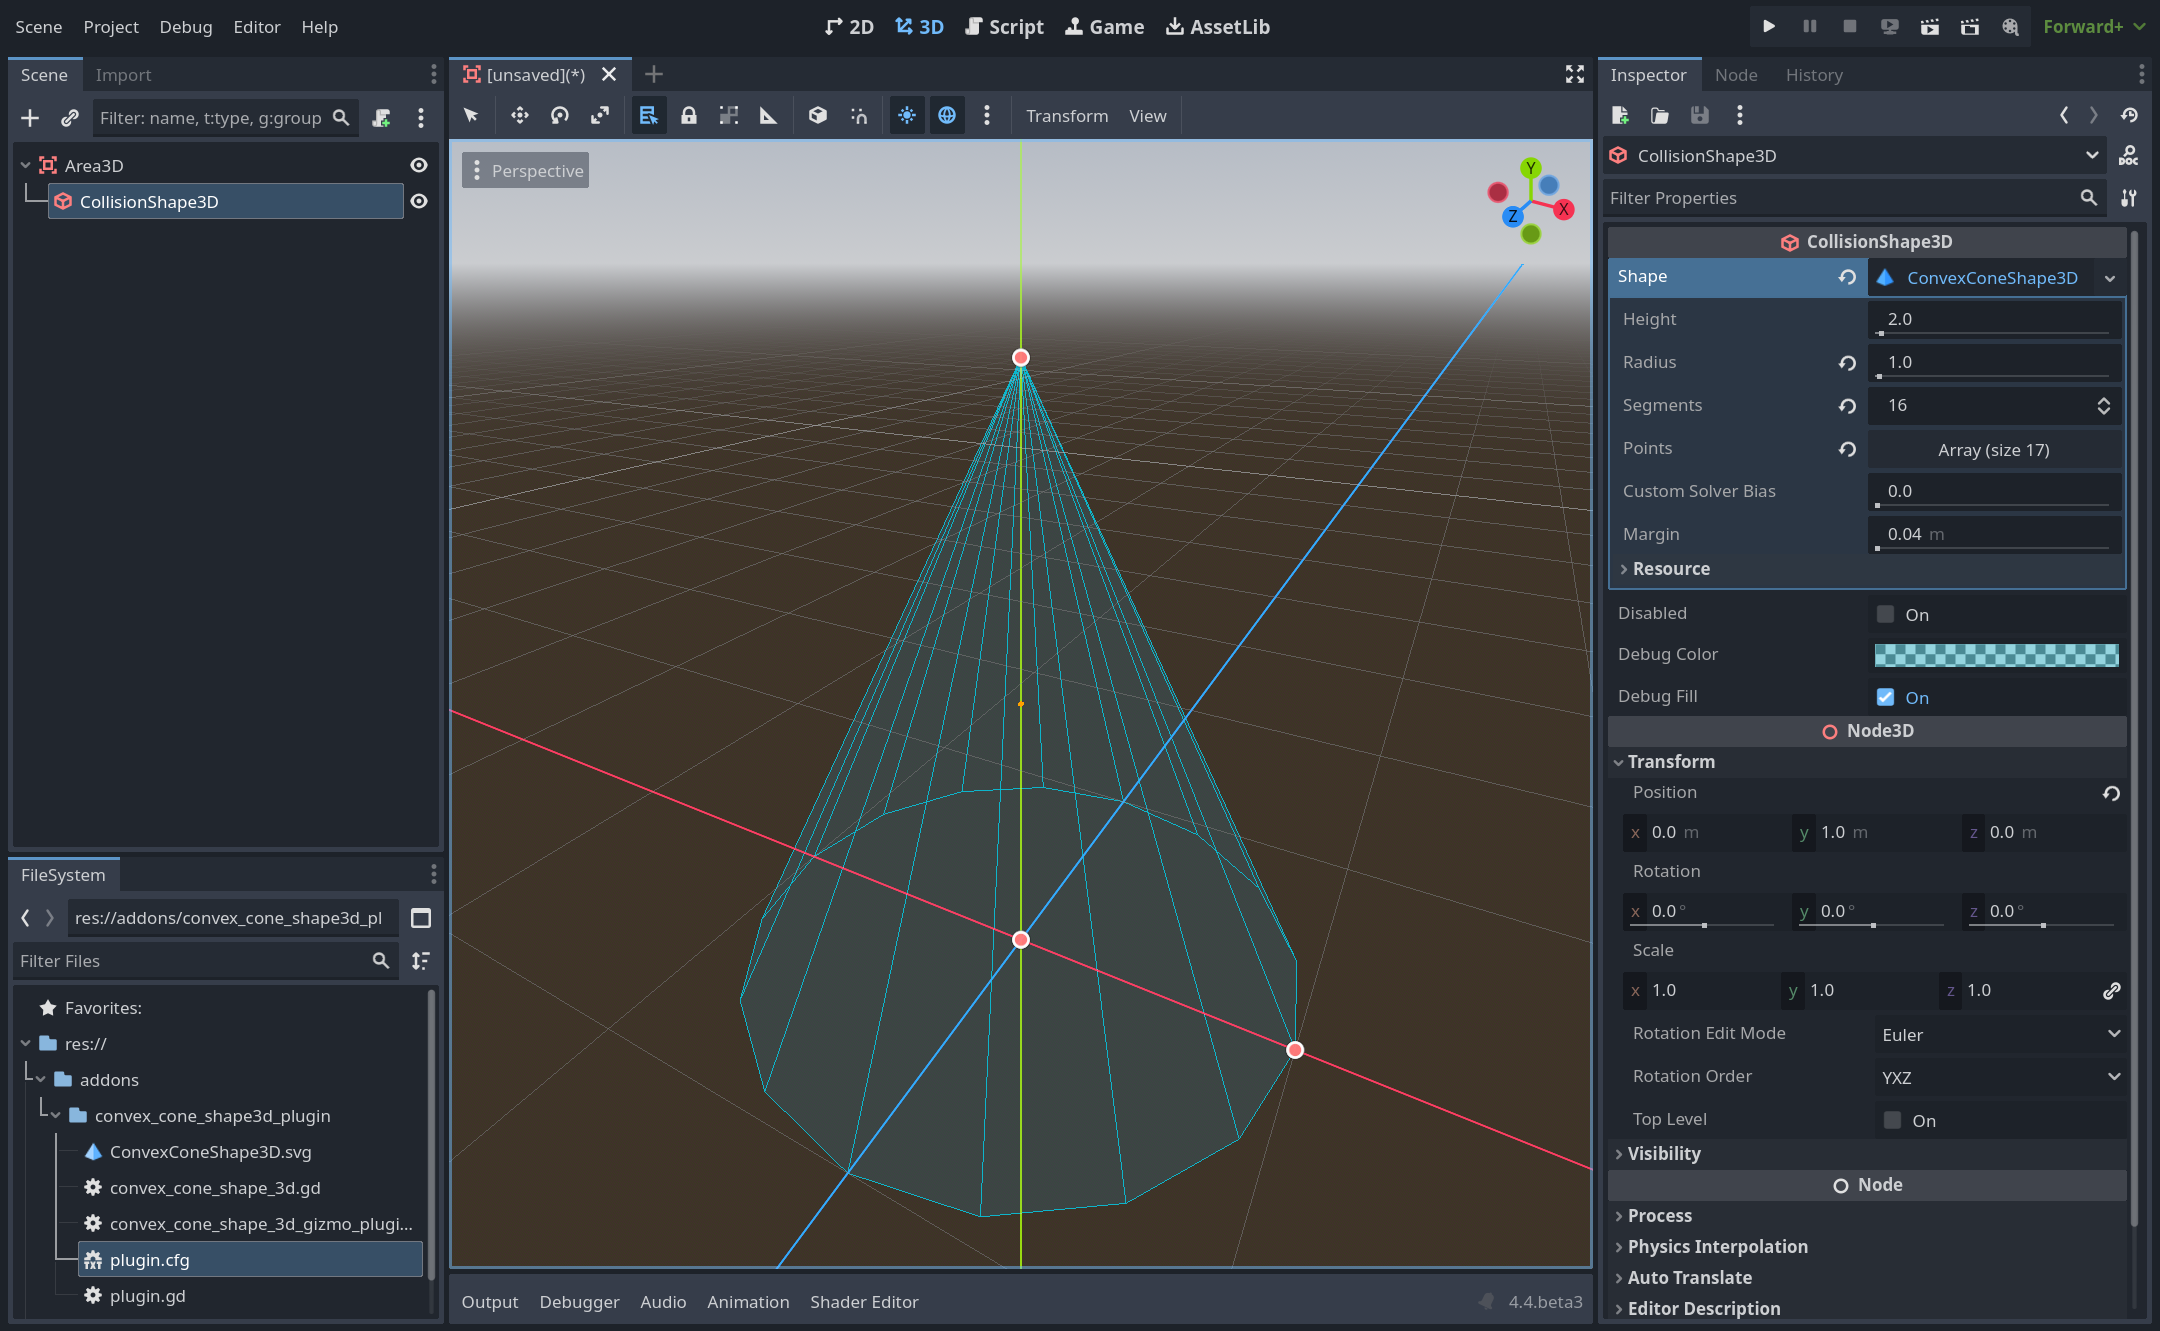 Scene Project Debug Editor Help
2D 3D Script Game AssetLib
Forward+
Scene Import
Filter: name, t:type, g:group
Area3D
CollisionShape3D
FileSystem
res://addons/convex_cone_shape3d_pl
Filter Files
Favorites:
res://
addons
convex_cone_shape3d_plugin
ConvexConeShape3D.svg
convex_cone_shape_3d.gd
convex_cone_shape_3d_gizmo_plugi...
plugin.cfg
plugin.gd
[unsaved](*)
Transform View
Perspective
Y
X
Z
Output Debugger Audio Animation Shader Editor 4.4.beta3
Inspector Node History
CollisionShape3D
DOC
Filter Properties
CollisionShape3D
Shape ConvexConeShape3D
Height 2.0
Radius 1.0
Segments 16
Points Array (size 17)
Custom Solver Bias 0.0
Margin 0.04 m
Resource
Disabled On
Debug Color
Debug Fill On
Node3D
Transform
Position
x 0.0 m y 1.0 m z 0.0 m
Rotation
x 0.0 ° y 0.0 ° z 0.0 °
Scale
x 1.0 y 1.0 z 1.0
Rotation Edit Mode Euler
Rotation Order YXZ
Top Level On
Visibility
Node
Process
Physics Interpolation
Auto Translate
Editor Description